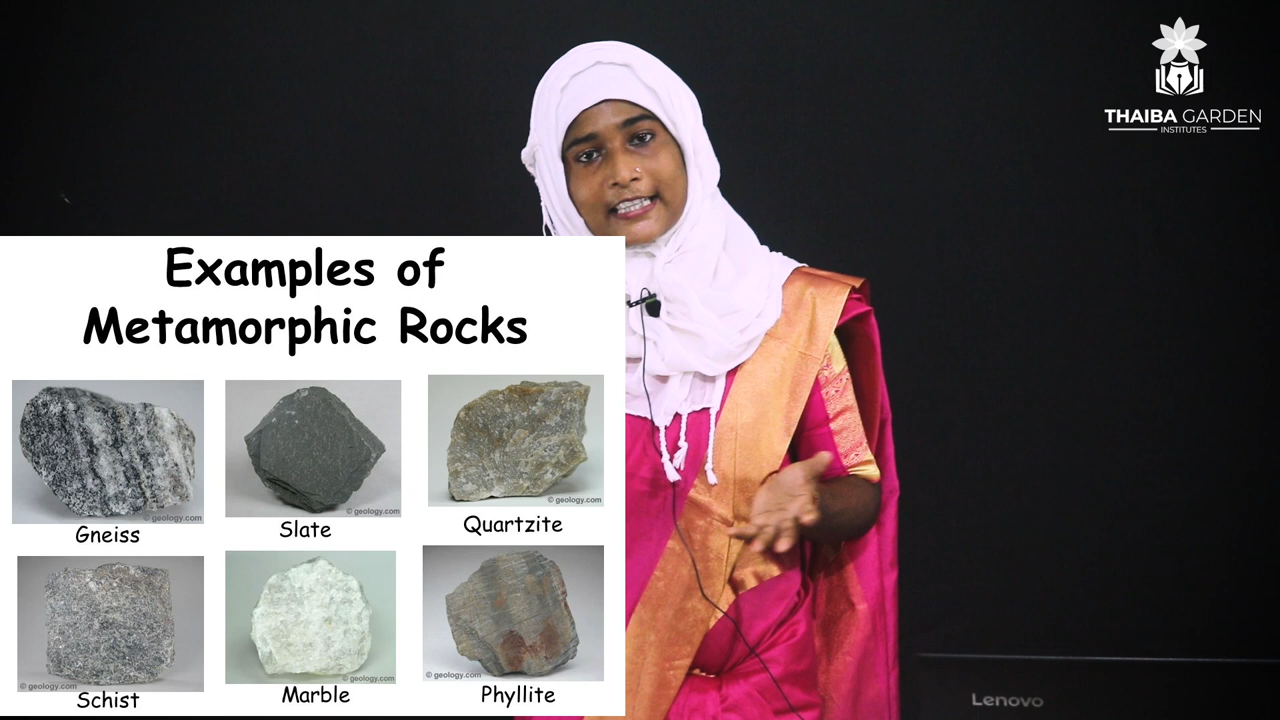 THAIBA GARDEN
INSTITUTES
Examples of
Metamorphic Rocks
© geology.com
© geology.com
© geology.com
Gneiss
Slate
Quartzite
© geology.com
© geology.com
© geology.com
Schist
Marble
Phyllite
Lenovo